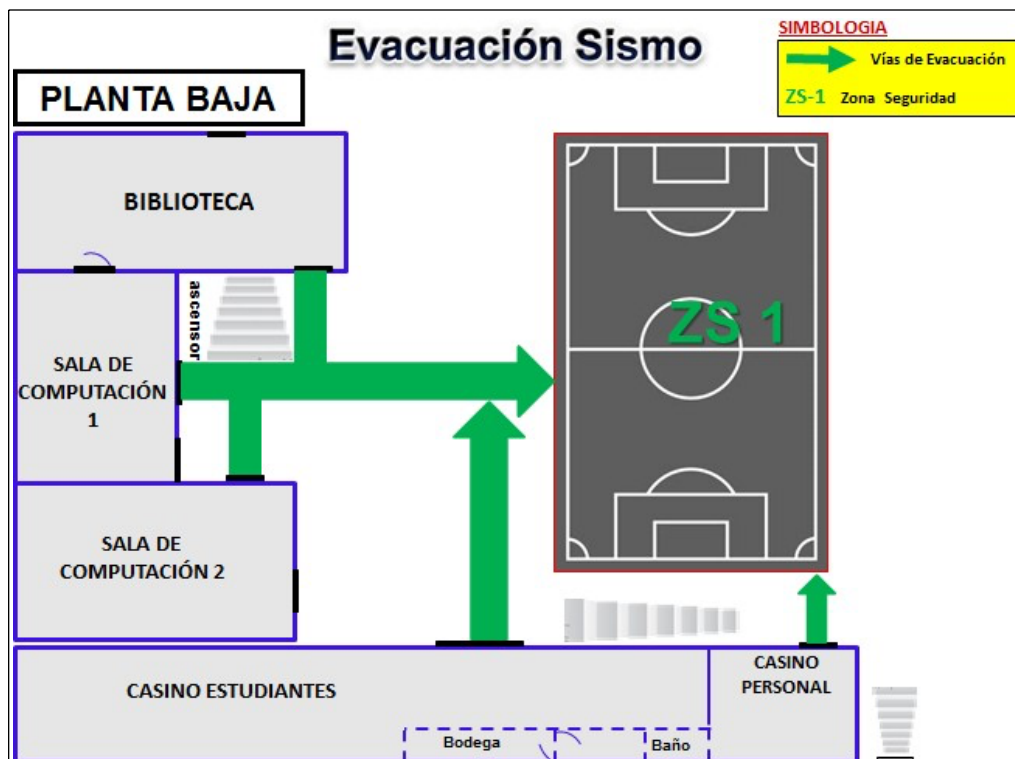 Evacuación Sismo
SIMBOLOGIA
Vías de Evacuación
ZS-1 Zona Seguridad
PLANTA BAJA
BIBLIOTECA
ascensor
SALA DE
COMPUTACIÓN
1
ZS 1
SALA DE
COMPUTACIÓN 2
CASINO ESTUDIANTES
CASINO
PERSONAL
Bodega
Baño